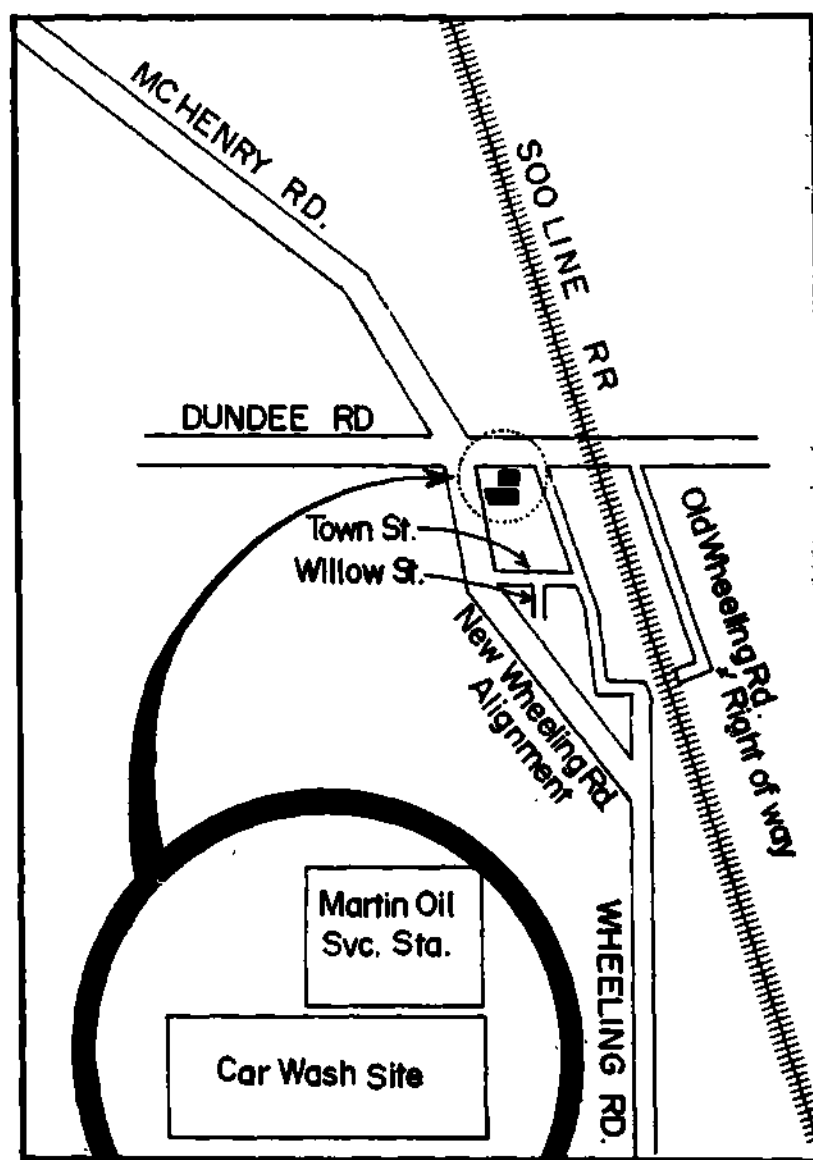 MC HENRY RD.
SOO LINE RR
DUNDEE RD
Town St.
Willow St.
Old Wheeling Rd.
Right of way
New Wheeling Rd.
Alignment
Martin Oil
Svc. Sta.
Car Wash Site
WHEELING RD.